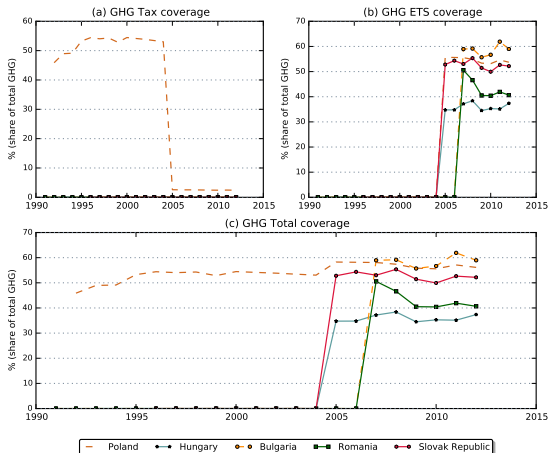 (a) GHG Tax coverage
60
50
40
30
20
10
0
% (share of total GHG)
1990 1995 2000 2005 2010 2015
(b) GHG ETS coverage
70
60
50
40
30
20
10
0
% (share of total GHG)
1990 1995 2000 2005 2010 2015
(c) GHG Total coverage
70
60
50
40
30
20
10
0
% (share of total GHG)
1990 1995 2000 2005 2010 2015
Poland Hungary Bulgaria Romania Slovak Republic